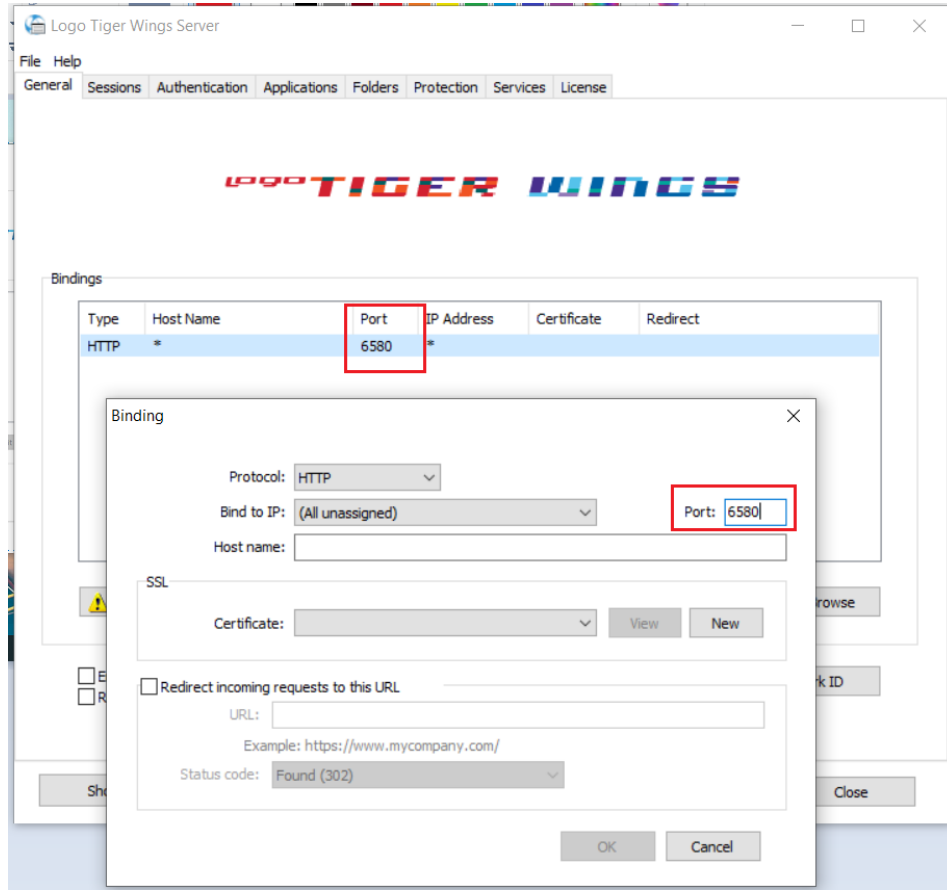 Logo Tiger Wings Server
File Help
General Sessions Authentication Applications Folders Protection Services License
LOGO TIGER WINGS
Bindings
Type Host Name Port IP Address Certificate Redirect
HTTP * 6580 *
Binding
Protocol: HTTP
Bind to IP: (All unassigned) Port: 6580
Host name:
SSL
Certificate: View New
Redirect incoming requests to this URL
URL:
Example: https://www.mycompany.com/
Status code: Found (302)
OK Cancel
Close